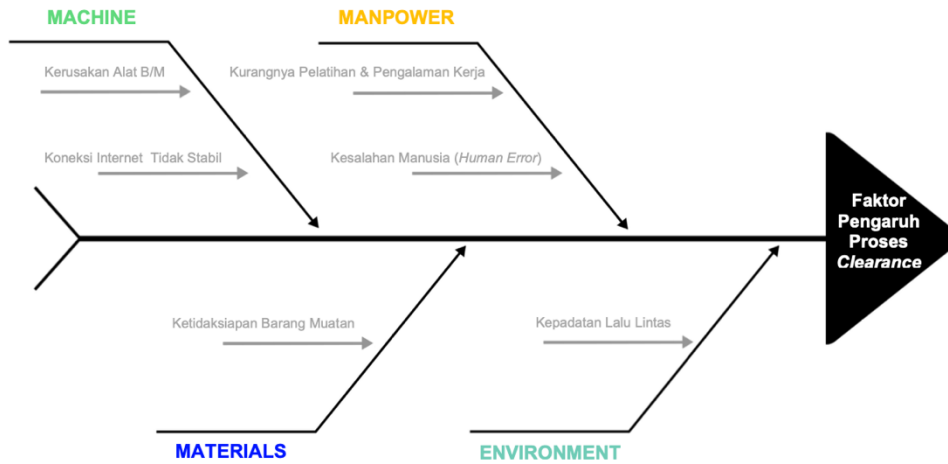 MACHINE
MANPOWER
Kerusakan Alat B/M
Kurangnya Pelatihan & Pengalaman Kerja
Koneksi Internet Tidak Stabil
Kesalahan Manusia (Human Error)
Faktor
Pengaruh
Proses
Clearance
Ketidaksiapan Barang Muatan
Kepadatan Lalu Lintas
MATERIALS
ENVIRONMENT